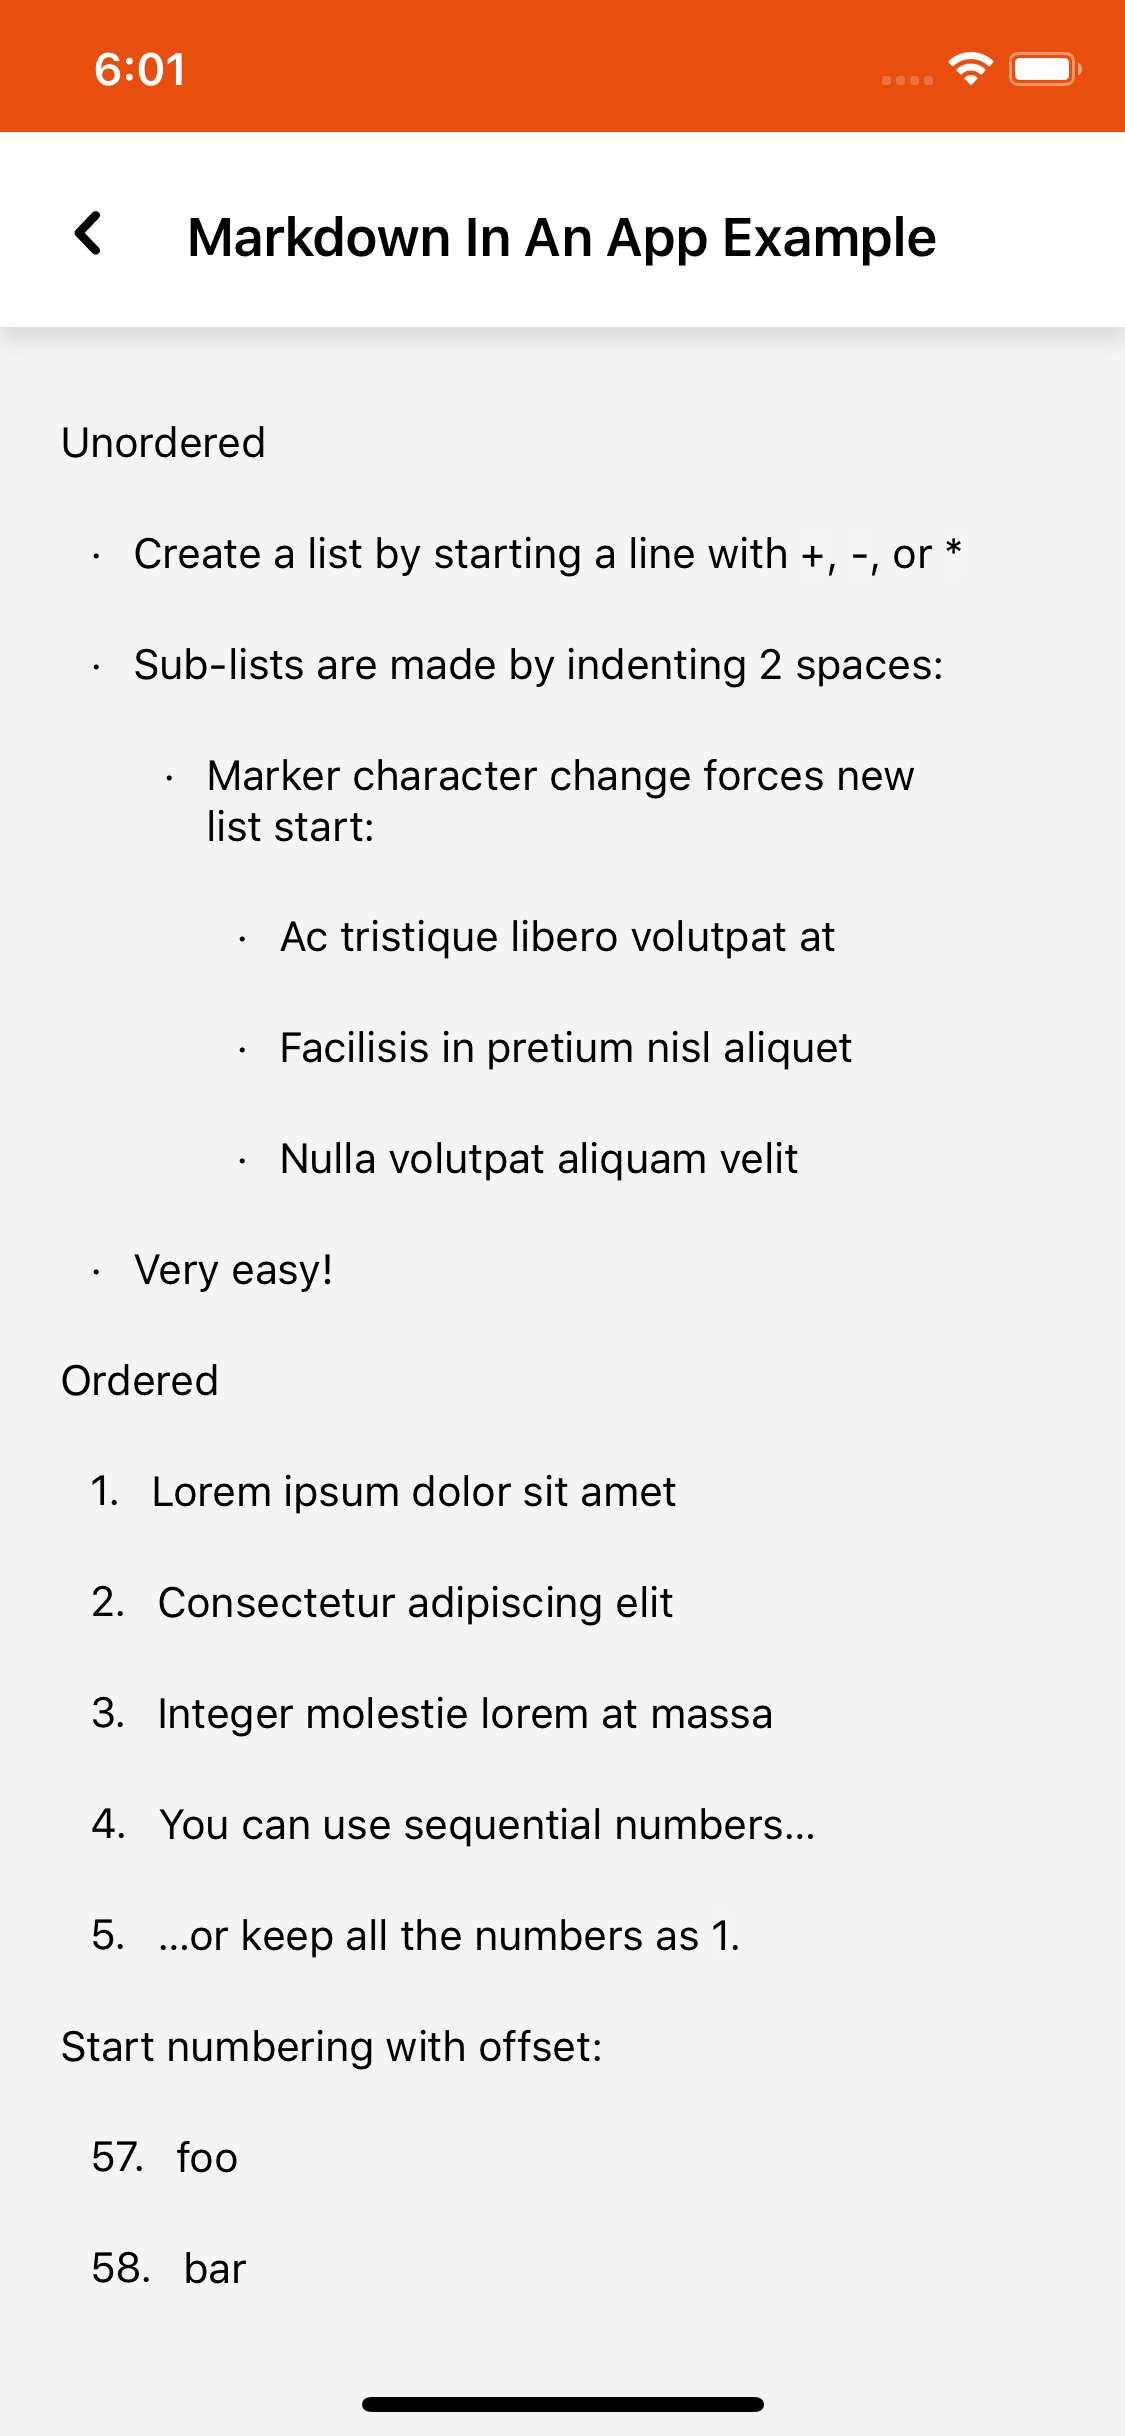 6:01
Markdown In An App Example
Unordered
· Create a list by starting a line with +, -, or *
· Sub-lists are made by indenting 2 spaces:
· Marker character change forces new
list start:
· Ac tristique libero volutpat at
· Facilisis in pretium nisl aliquet
· Nulla volutpat aliquam velit
· Very easy!
Ordered
1. Lorem ipsum dolor sit amet
2. Consectetur adipiscing elit
3. Integer molestie lorem at massa
4. You can use sequential numbers...
5. ...or keep all the numbers as 1.
Start numbering with offset:
57. foo
58. bar